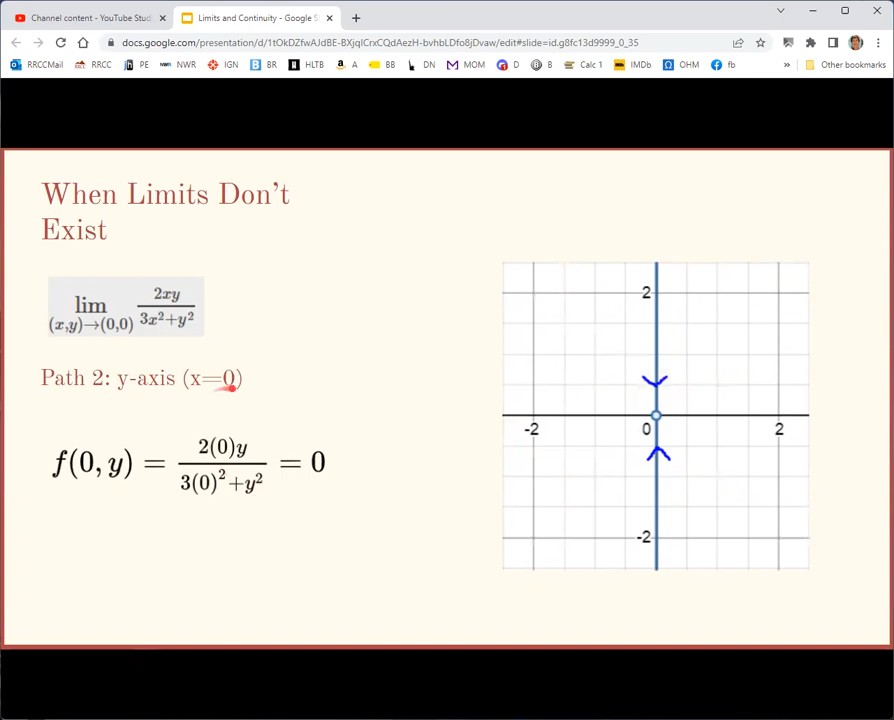 Channel content - YouTube Stud
Limits and Continuity - Google S
docs.google.com/presentation/d/1tOkDZfwAJdBE-BXjqICrxCQdAezH-bvhbLDfo8jDvaw/edit#slide=id.g8fc13d9999_0_35
RRCCMail RRCC PE NWR IGN BR HLTB A BB DN MOM D B Calc 1 IMDb OHM fb » Other bookmarks
When Limits Don't
Exist
lim (x,y)→(0,0) 2xy / 3x²+y²
Path 2: y-axis (x=0)
f(0, y) = 2(0)y / 3(0)²+y² = 0
2
-2 0 2
-2